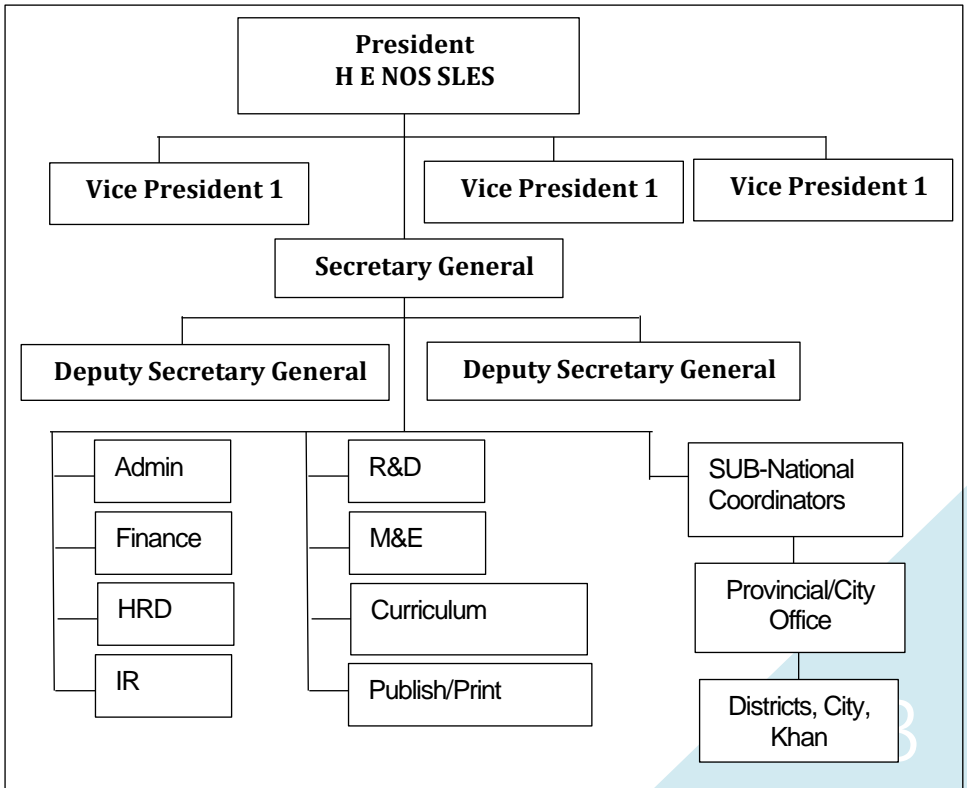 President
H E NOS SLES
Vice President 1
Vice President 1
Vice President 1
Secretary General
Deputy Secretary General
Deputy Secretary General
Admin
Finance
HRD
IR
R&D
M&E
Curriculum
Publish/Print
SUB-National
Coordinators
Provincial/City
Office
Districts, City,
Khan